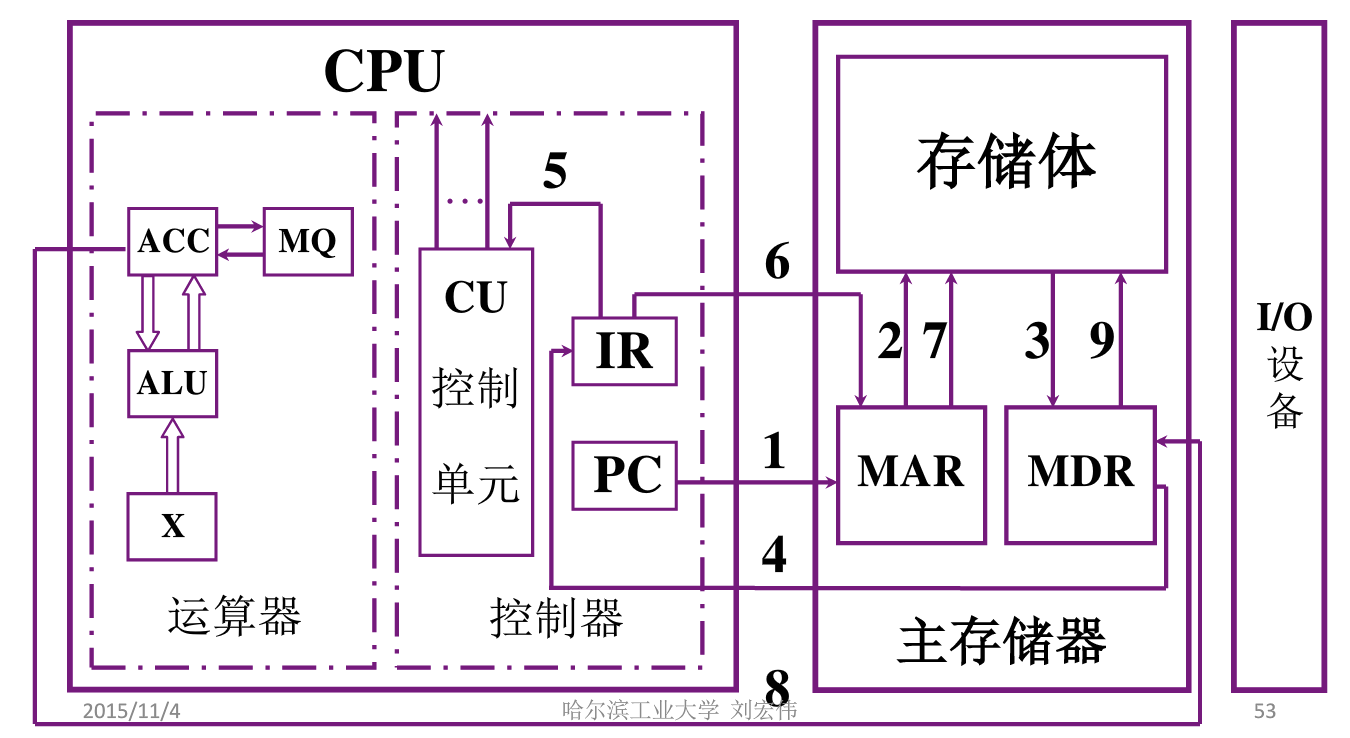 CPU
存储体
5
…
ACC
MQ
6
CU
控制
单元
IR
2
7
3
9
I/O
设
备
ALU
PC
1
MAR
MDR
X
4
运算器
控制器
主存储器
8
2015/11/4
哈尔滨工业大学 刘宏伟
53